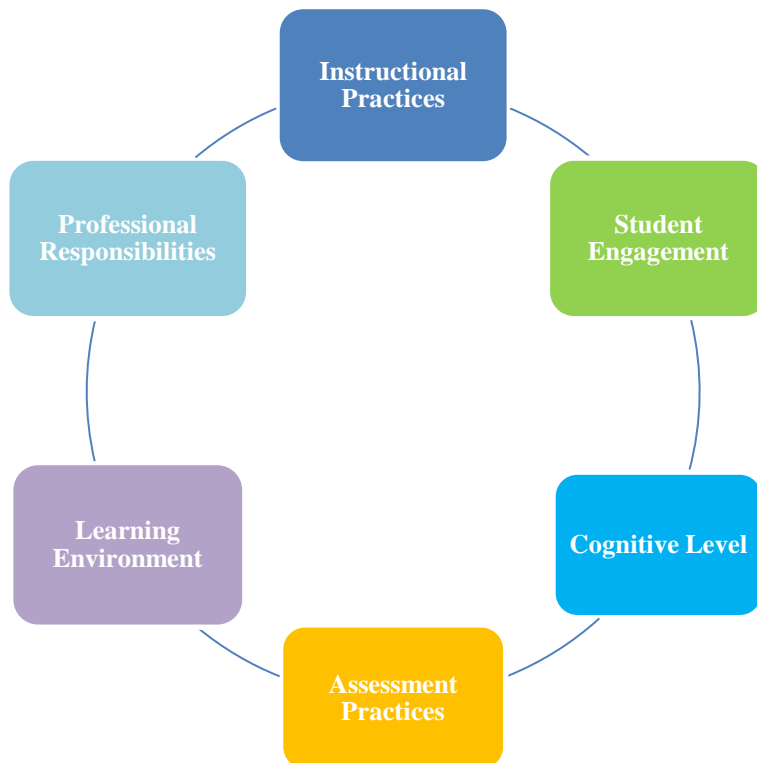 Instructional
Practices
Student
Engagement
Cognitive Level
Assessment
Practices
Learning
Environment
Professional
Responsibilities